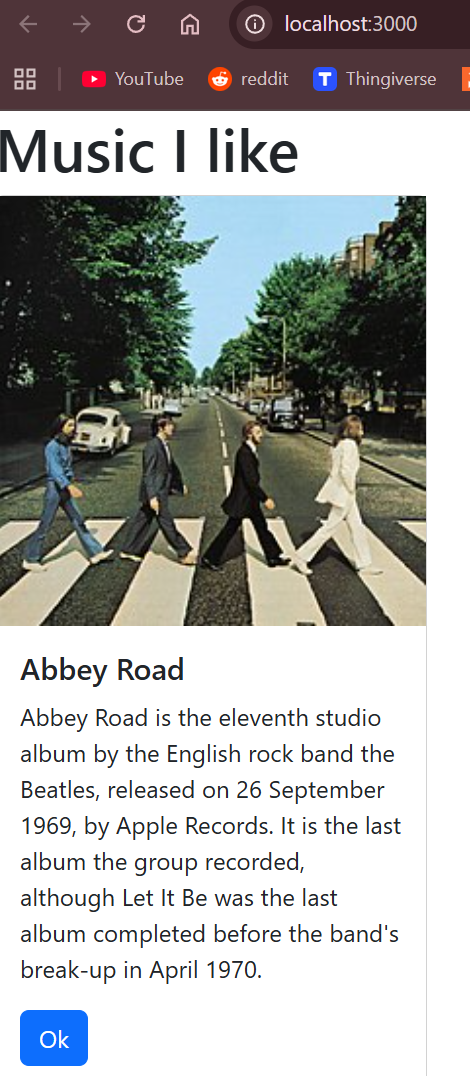 localhost:3000
YouTube
reddit
Thingiverse
Music I like
Abbey Road
Abbey Road is the eleventh studio
album by the English rock band the
Beatles, released on 26 September
1969, by Apple Records. It is the last
album the group recorded,
although Let It Be was the last
album completed before the band's
break-up in April 1970.
Ok